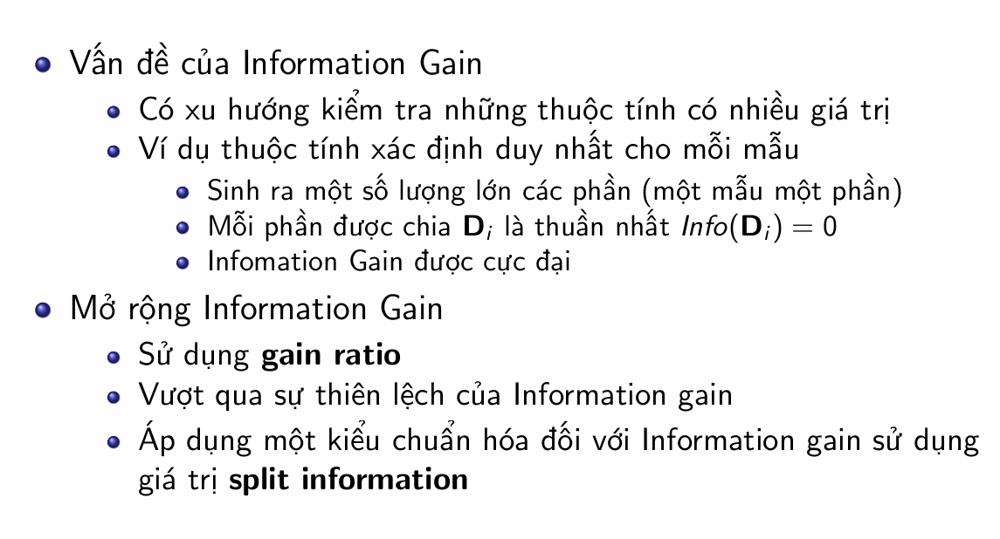 Vấn đề của Information Gain
Có xu hướng kiểm tra những thuộc tính có nhiều giá trị
Ví dụ thuộc tính xác định duy nhất cho mỗi mẫu
Sinh ra một số lượng lớn các phần (một mẫu một phần)
Mỗi phần được chia Dᵢ là thuần nhất Info(Dᵢ) = 0
Infomation Gain được cực đại
Mở rộng Information Gain
Sử dụng gain ratio
Vượt qua sự thiên lệch của Information gain
Áp dụng một kiểu chuẩn hóa đối với Information gain sử dụng
giá trị split information